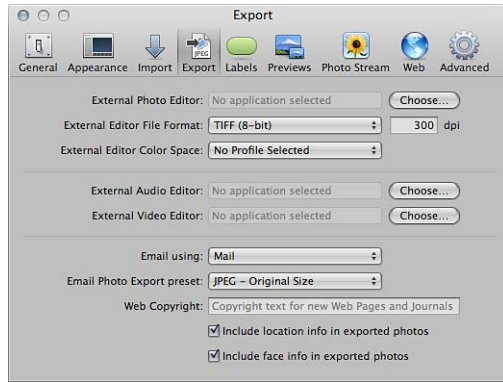 Export
JPEG
General Appearance Import Export Labels Previews Photo Stream Web Advanced
External Photo Editor: No application selected Choose...
External Editor File Format: TIFF (8-bit) 300 dpi
External Editor Color Space: No Profile Selected
External Audio Editor: No application selected Choose...
External Video Editor: No application selected Choose...
Email using: Mail
Email Photo Export preset: JPEG – Original Size
Web Copyright: Copyright text for new Web Pages and Journals
Include location info in exported photos
Include face info in exported photos